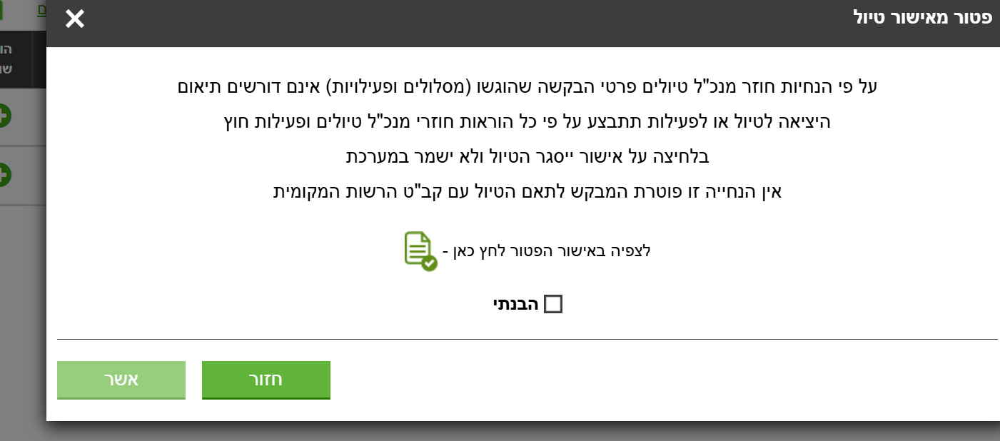 פטור מאישור טיול
על פי הנחיות חוזר מנכ"ל טיולים פרטי הבקשה שהוגשו (מסלולים ופעילויות) אינם דורשים תיאום
היציאה לטיול או לפעילות תתבצע על פי כל הוראות חוזרי מנכ"ל טיולים ופעילות חוץ
בלחיצה על אישור ייסגר הטיול ולא ישמר במערכת
אין הנחייה זו פוטרת המבקש לתאם הטיול עם קב"ט הרשות המקומית
לצפיה באישור הפטור לחץ כאן -
הבנתי
חזור
אשר